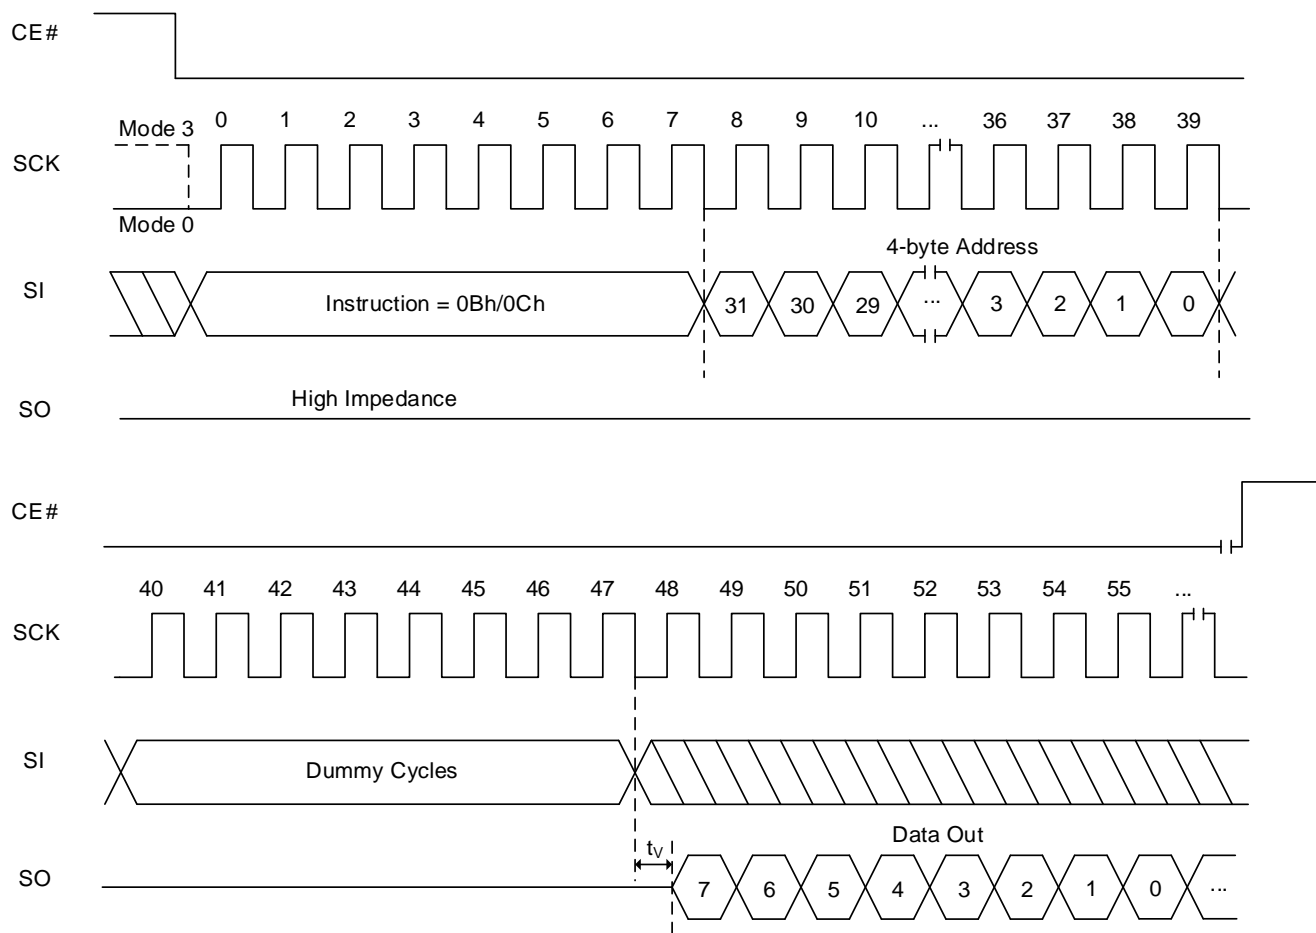 CE#
Mode 3
0 1 2 3 4 5 6 7 8 9 10 ... 36 37 38 39
SCK
Mode 0
4-byte Address
SI
Instruction = 0Bh/0Ch
31 30 29 ... 3 2 1 0
High Impedance
SO
CE#
40 41 42 43 44 45 46 47 48 49 50 51 52 53 54 55 ...
SCK
SI
Dummy Cycles
Data Out
tV
SO
7 6 5 4 3 2 1 0 ...